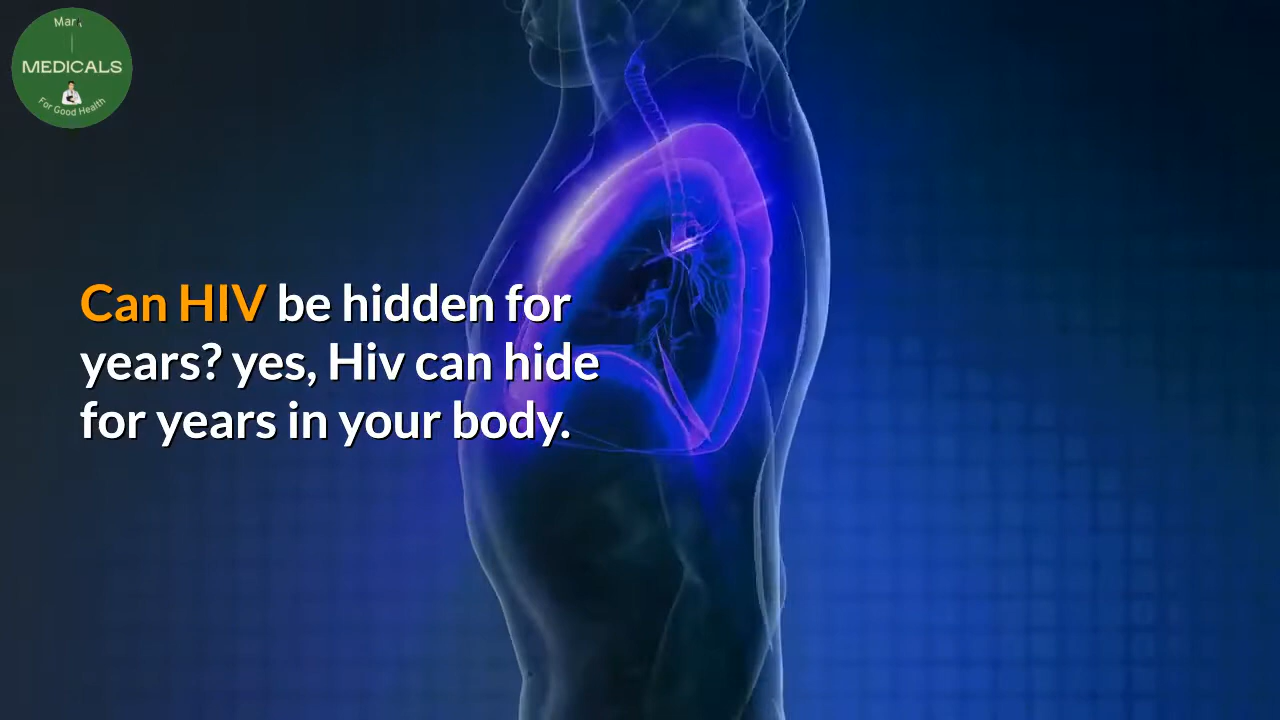 Mark
MEDICALS
For Good Health
Can HIV be hidden for
years? yes, Hiv can hide
for years in your body.